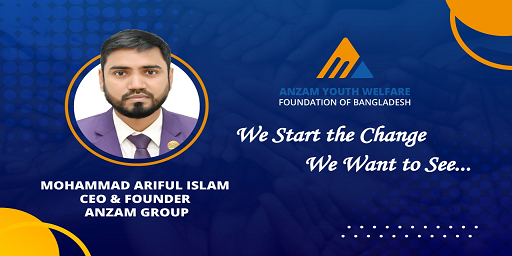 ANZAM YOUTH WELFARE
FOUNDATION OF BANGLADESH
We Start the Change
We Want to See...
MOHAMMAD ARIFUL ISLAM
CEO & FOUNDER
ANZAM GROUP